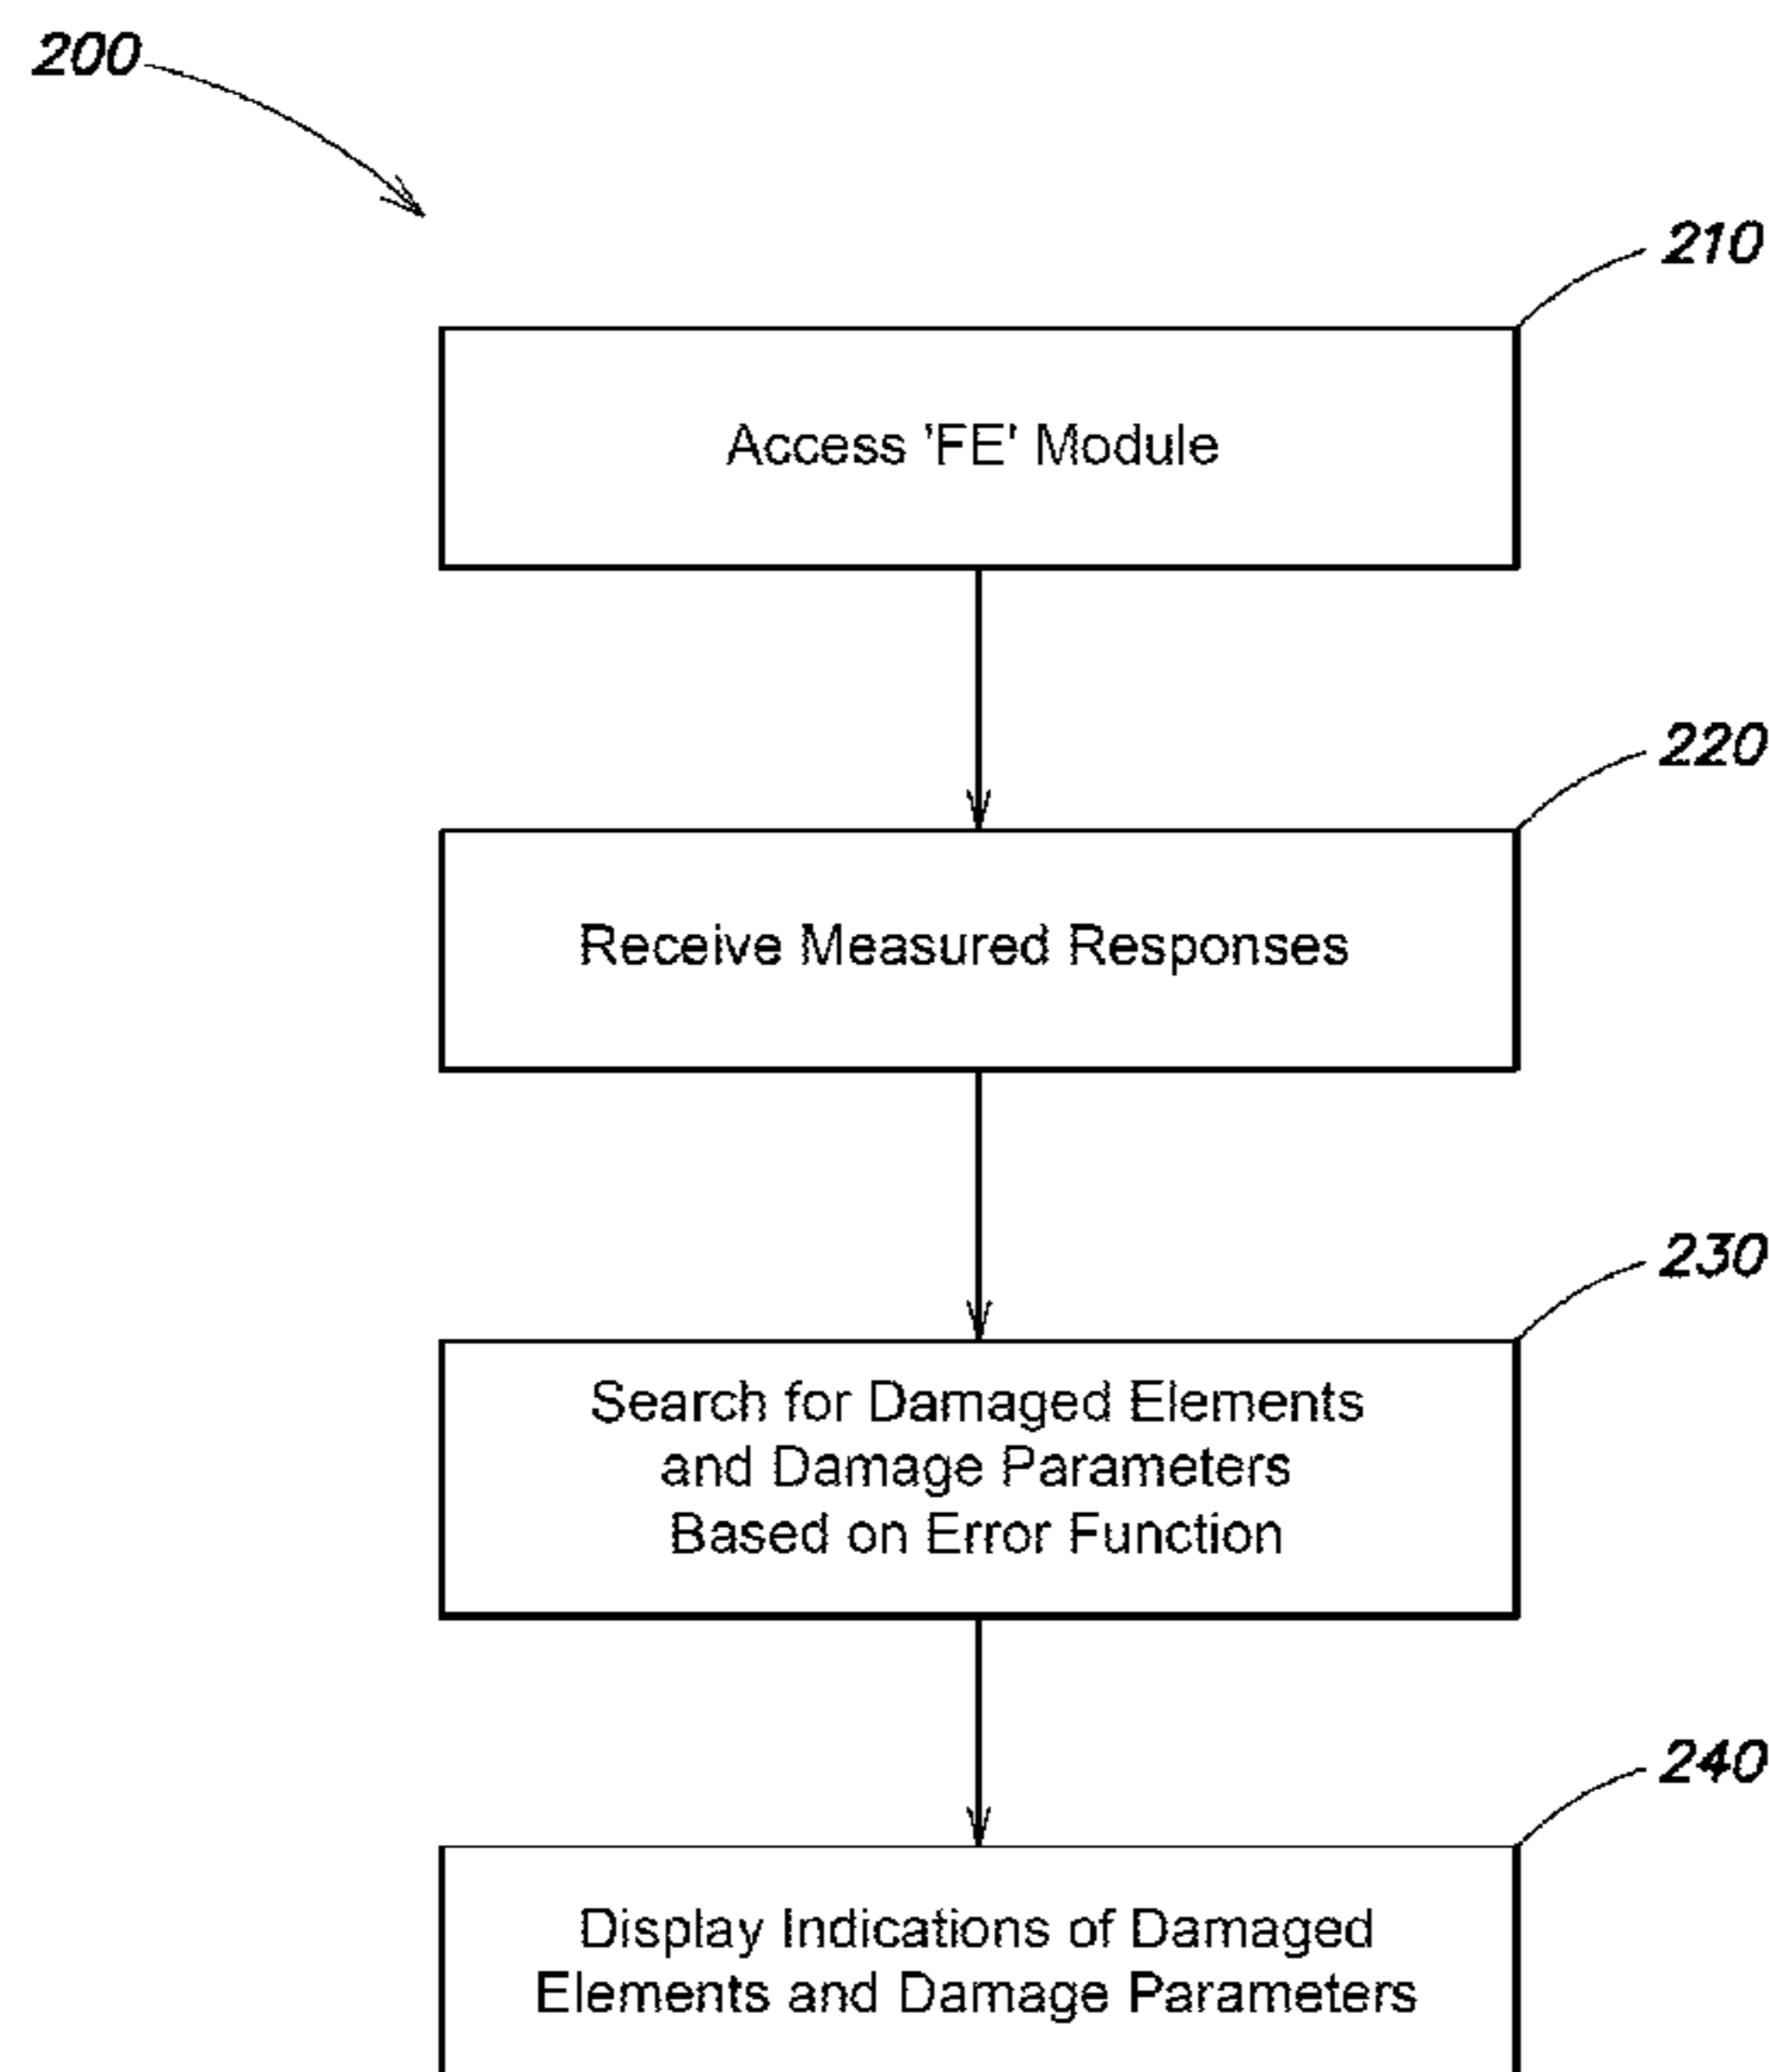 200
210
Access 'FE' Module
220
Receive Measured Responses
230
Search for Damaged Elements
and Damage Parameters
Based on Error Function
240
Display Indications of Damaged
Elements and Damage Parameters